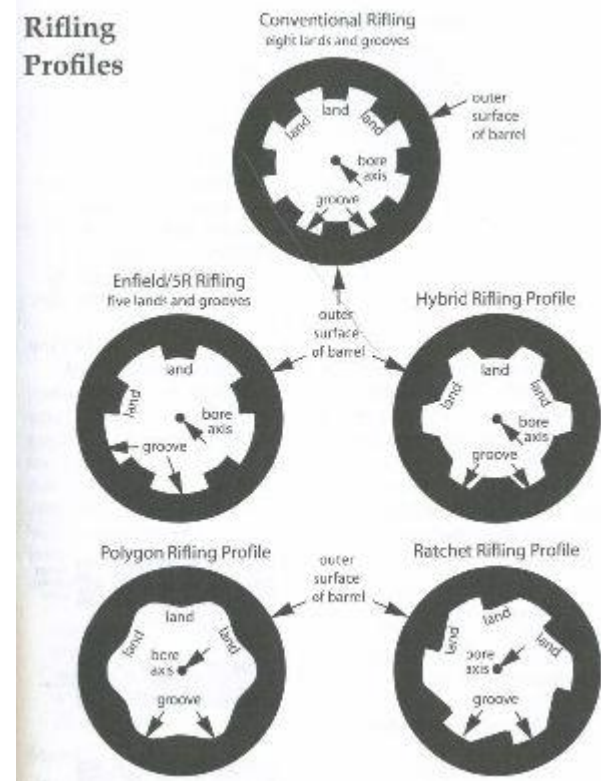 Rifling
Profiles
Conventional Rifling
eight lands and grooves
land
land
land
outer
surface
of barrel
bore
axis
groove
Enfield/5R Rifling
five lands and grooves
land
land
bore
axis
groove
outer
surface
of barrel
Hybrid Rifling Profile
land
land
land
bore
axis
groove
Polygon Rifling Profile
land
land
land
bore
axis
groove
outer
surface
of barrel
Ratchet Rifling Profile
land
land
land
bore
axis
groove